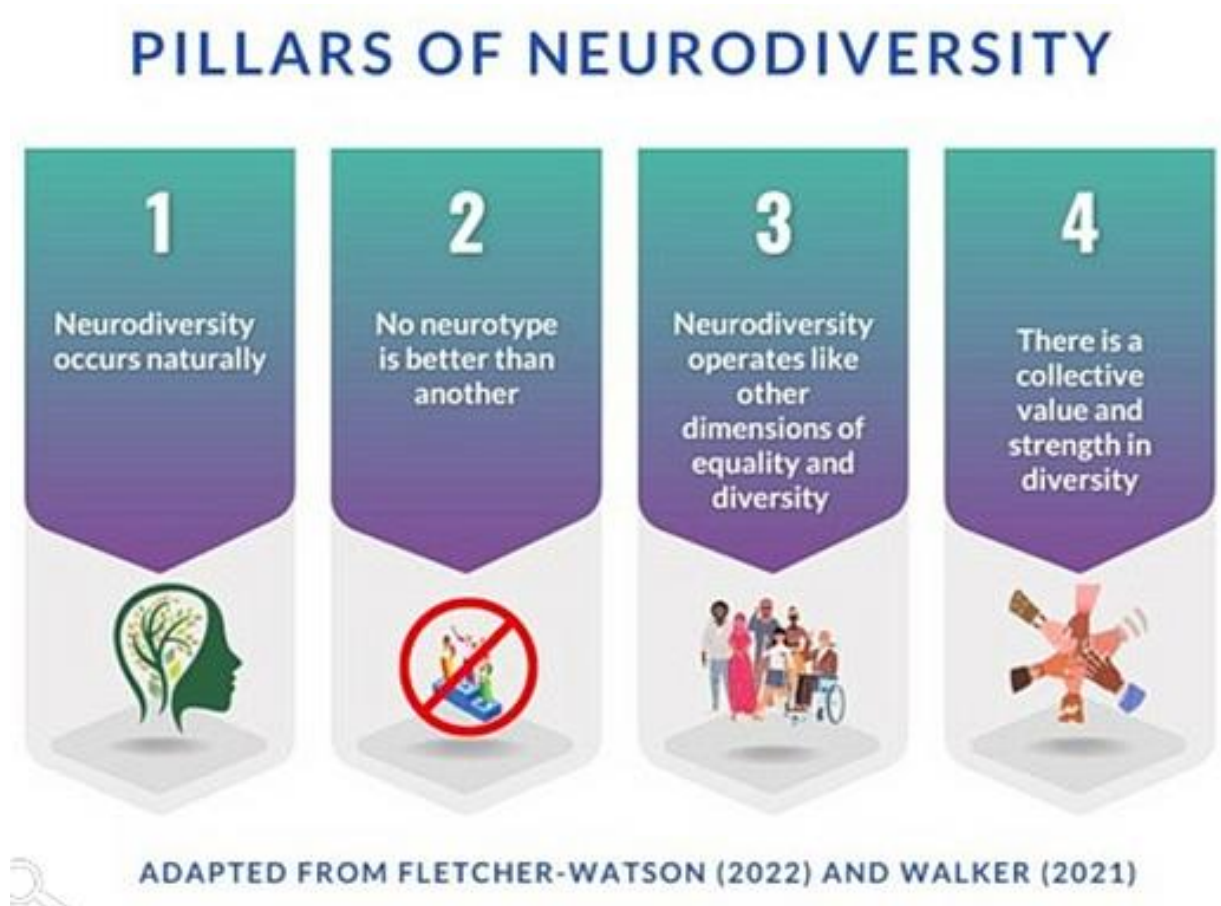 PILLARS OF NEURODIVERSITY
1
Neurodiversity
occurs naturally
2
No neurotype
is better than
another
3
Neurodiversity
operates like
other
dimensions of
equality and
diversity
4
There is a
collective
value and
strength in
diversity
ADAPTED FROM FLETCHER-WATSON (2022) AND WALKER (2021)